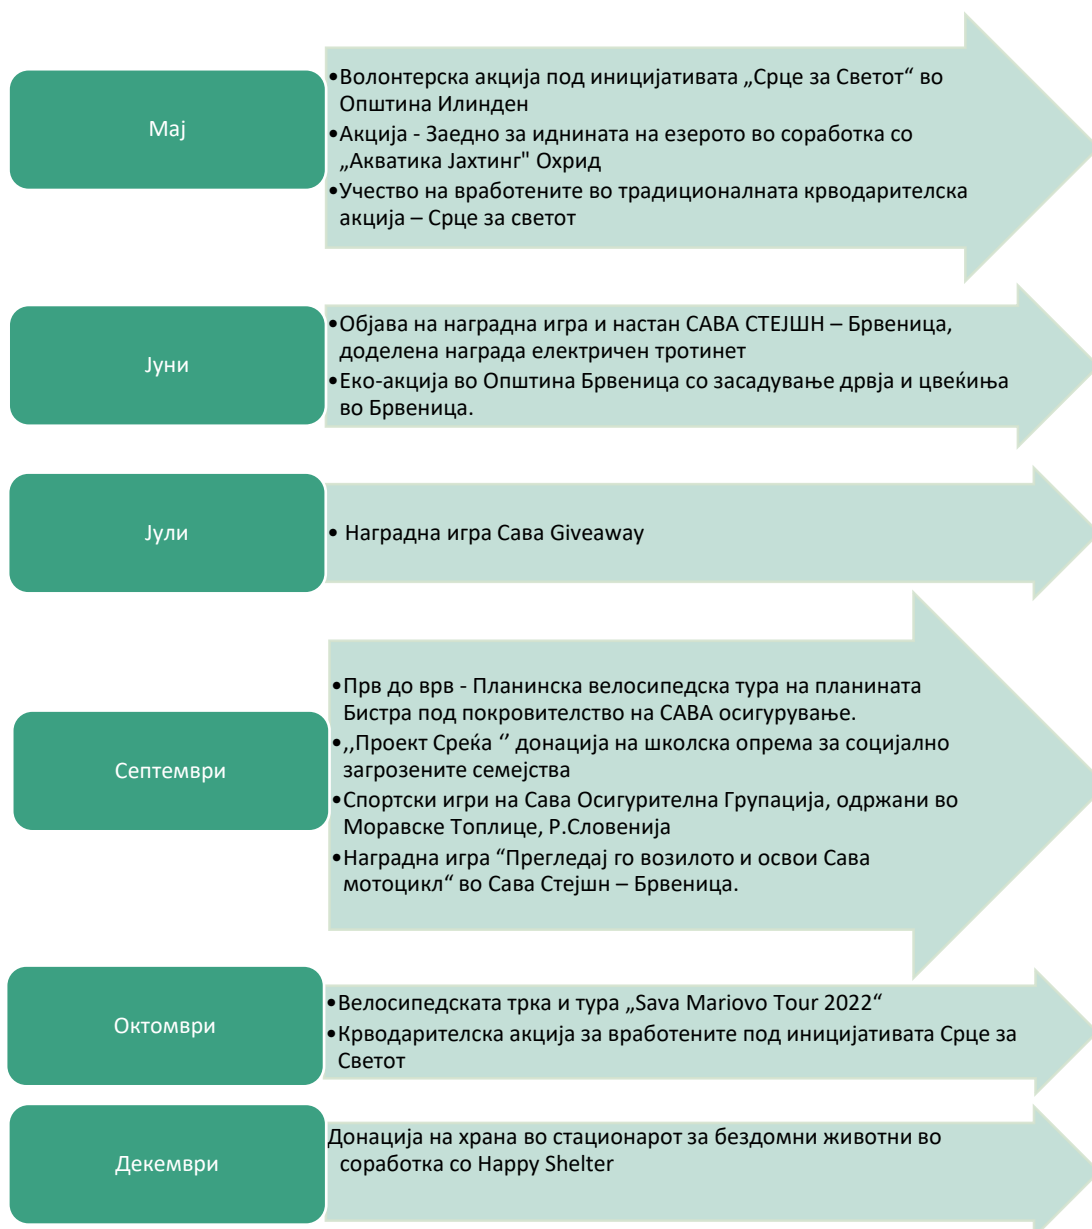 Мај
•Волонтерска акција под иницијативата „Срце за Светот“ во
Општина Илинден
•Акција - Заедно за иднината на езерото во соработка со
„Акватика Јахтинг" Охрид
•Учество на вработените во традиционалната крводарителска
акција – Срце за светот
Јуни
•Објава на наградна игра и настан САВА СТЕЈШН – Брвеница,
доделена награда електричен тротинет
•Еко-акција во Општина Брвеница со засадување дрвја и цвеќиња
во Брвеница.
Јули
• Наградна игра Сава Giveaway
Септември
•Прв до врв - Планинска велосипедска тура на планината
Бистра под покровителство на САВА осигурување.
•,,Проект Среќа ‘’ донација на школска опрема за социјално
загрозените семејства
•Спортски игри на Сава Осигурителна Групација, одржани во
Моравске Топлице, Р.Словенија
•Наградна игра “Прегледај го возилото и освои Сава
мотоцикл“ во Сава Стејшн – Брвеница.
Октомври
•Велосипедската трка и тура „Sava Mariovo Tour 2022“
•Крводарителска акција за вработените под иницијативата Срце за
Светот
Декември
Донација на храна во стационарот за бездомни животни во
соработка со Happy Shelter